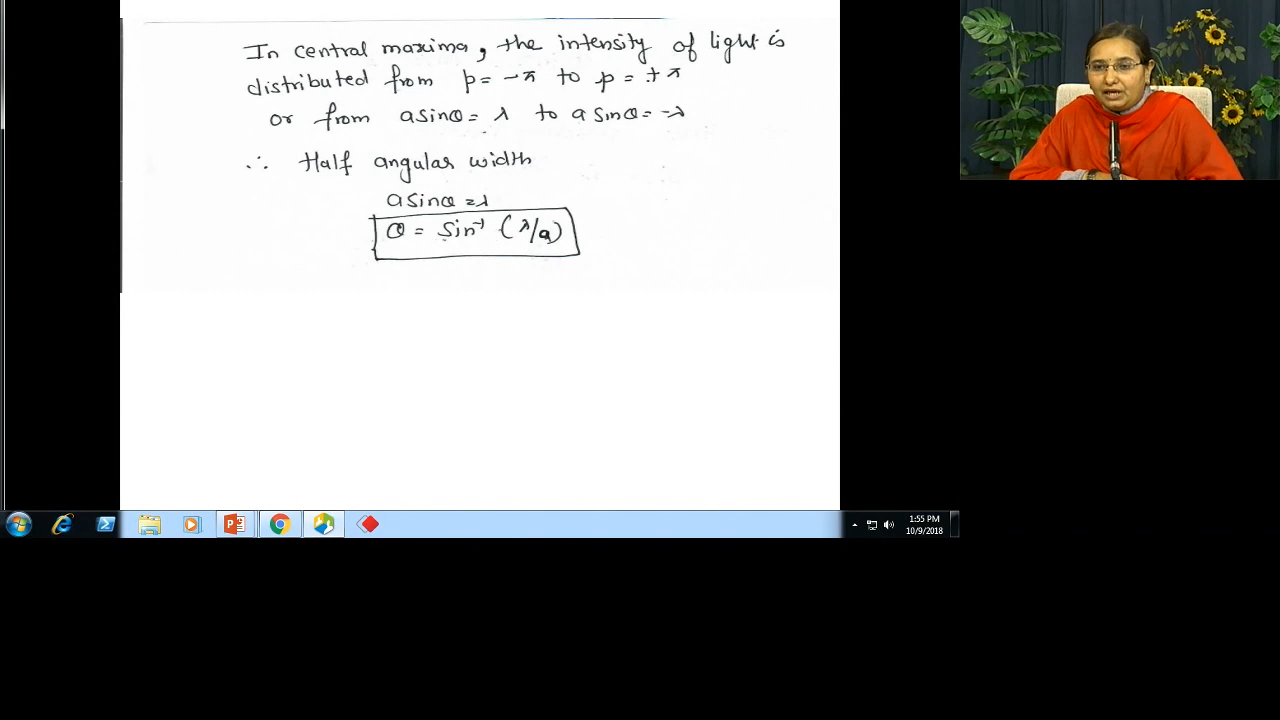 In central maxima, the intensity of light is
distributed from p = -π to p = +π
or from a sinθ = λ to a sinθ = -λ
∴ Half angular width
a sinθ = λ
θ = sin⁻¹ (λ/a)
1:55 PM
10/9/2018